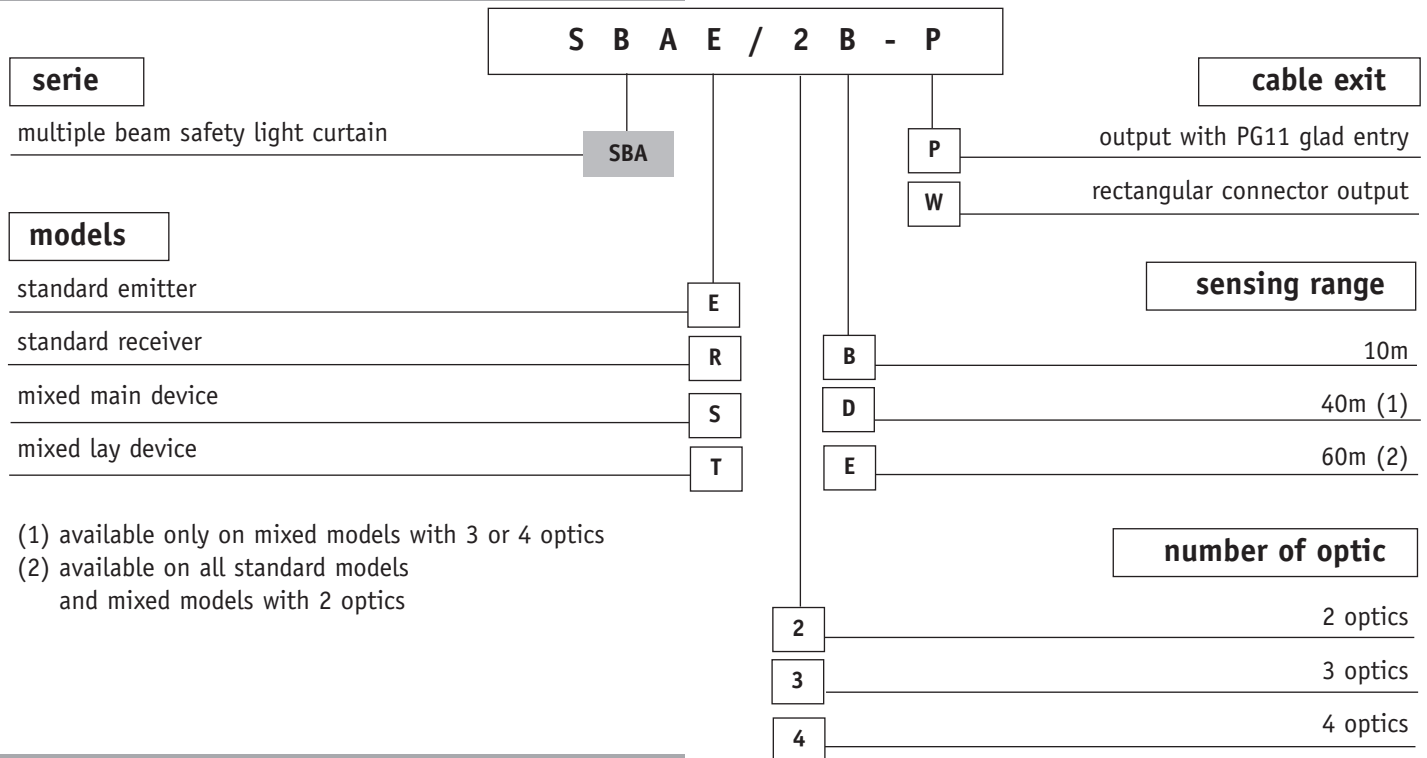 S B A E / 2 B - P
serie
multiple beam safety light curtain
SBA
models
standard emitter
E
standard receiver
R
mixed main device
S
mixed lay device
T
(1) available only on mixed models with 3 or 4 optics
(2) available on all standard models
and mixed models with 2 optics
cable exit
P
output with PG11 glad entry
W
rectangular connector output
sensing range
B
10m
D
40m (1)
E
60m (2)
number of optic
2
2 optics
3
3 optics
4
4 optics